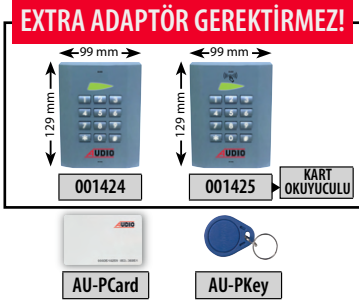 EXTRA ADAPTÖR GEREKTİRMEZ!
99 mm
99 mm
129 mm
129 mm
AUDIO
AUDIO
001424
001425
KART
OKUYUCULU
AUDIO
AU-PCard
AU-PKey